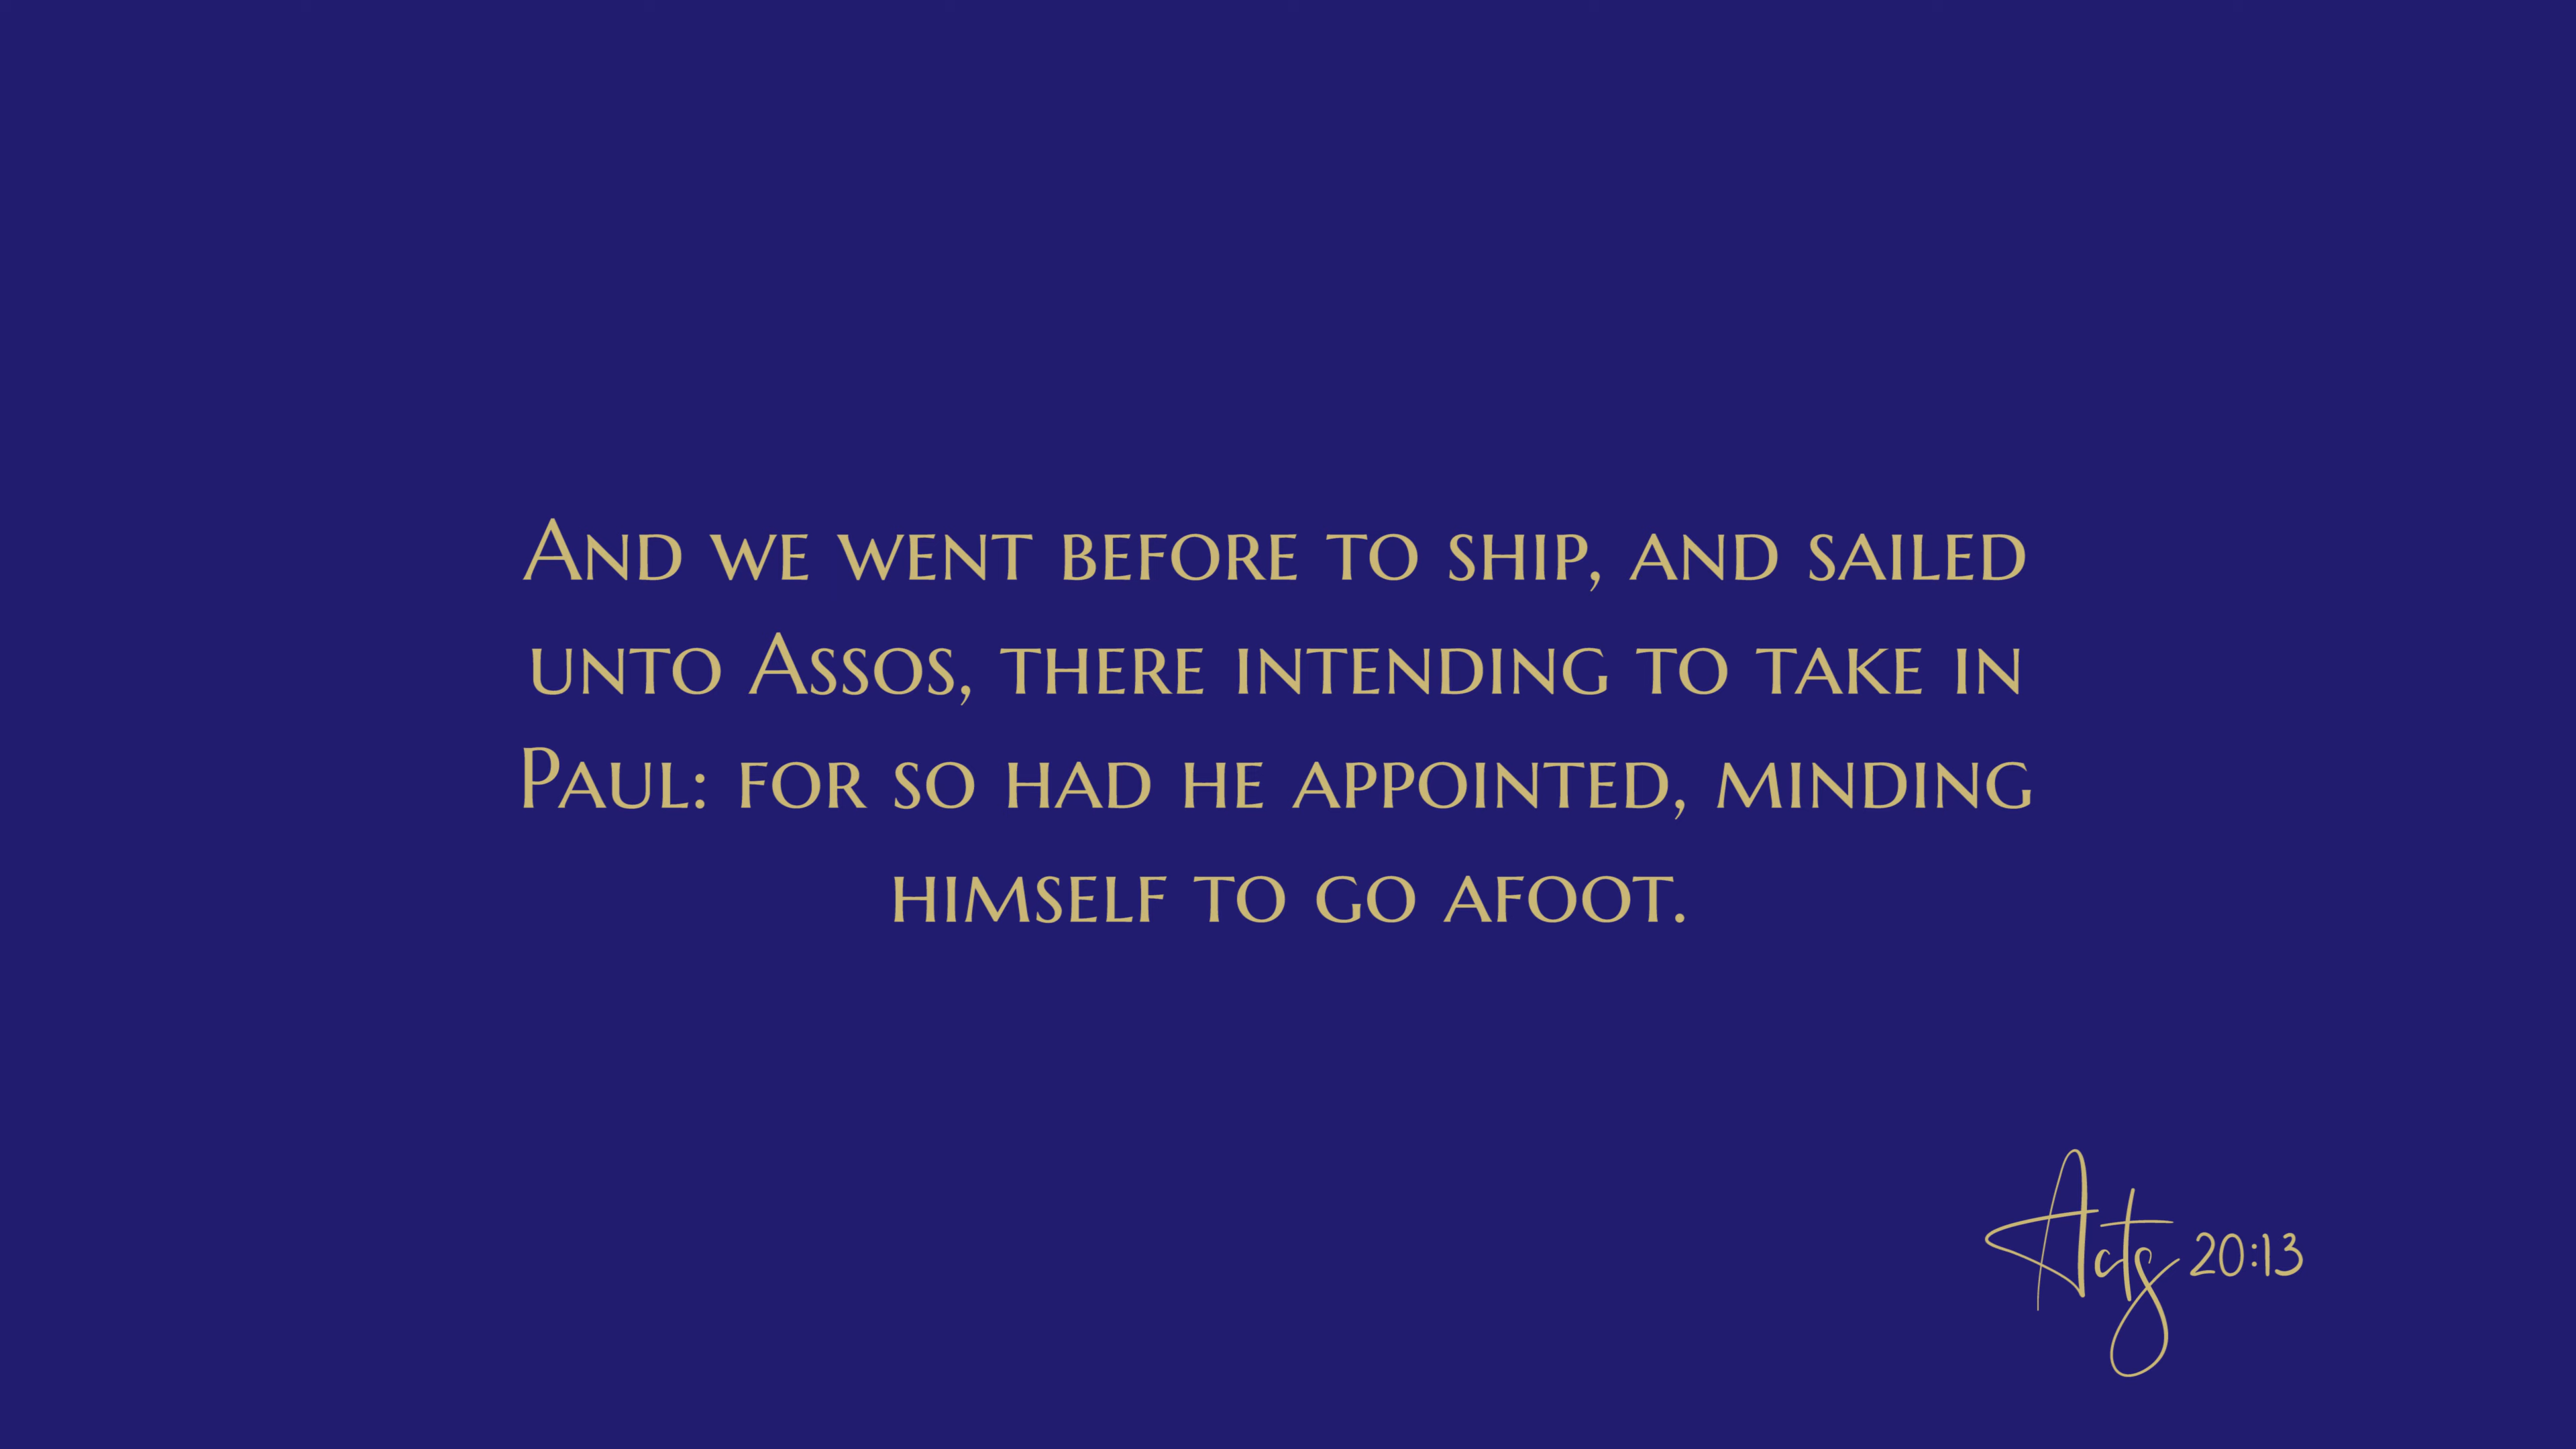 And we went before to ship, and sailed
unto Assos, there intending to take in
Paul: for so had he appointed, minding
himself to go afoot.
Acts 20:13